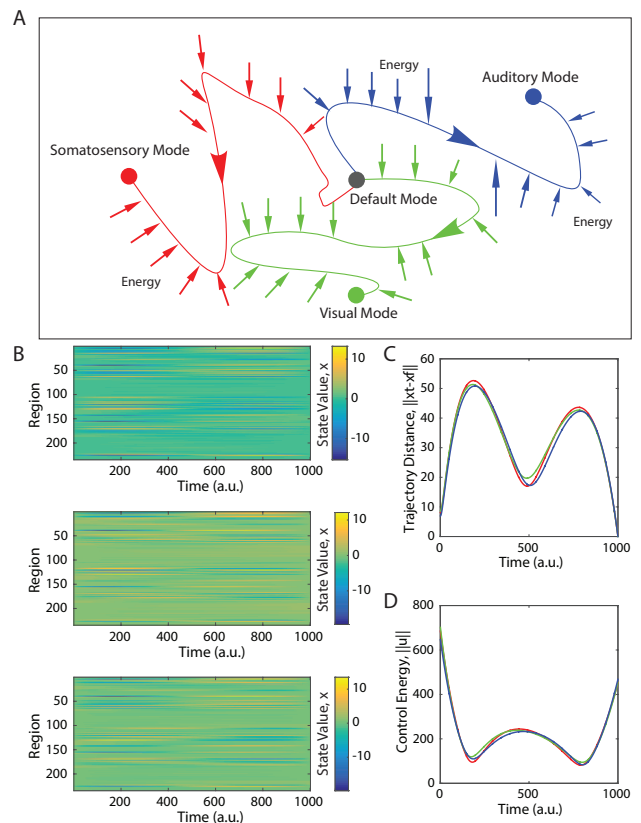 A
Energy
Auditory Mode
Somatosensory Mode
Default Mode
Energy
Energy
Visual Mode
B
Region
50
100
150
200
200 400 600 800 1000
Time (a.u.)
State Value, x
10
0
-10
Region
50
100
150
200
200 400 600 800 1000
Time (a.u.)
State Value, x
10
0
-10
Region
50
100
150
200
200 400 600 800 1000
Time (a.u.)
State Value, x
10
0
-10
C
Trajectory Distance, ||xt-xf||
60
50
40
30
20
10
0
0 500 1000
Time (a.u.)
D
Control Energy, ||u||
800
600
400
200
0
0 500 1000
Time (a.u.)